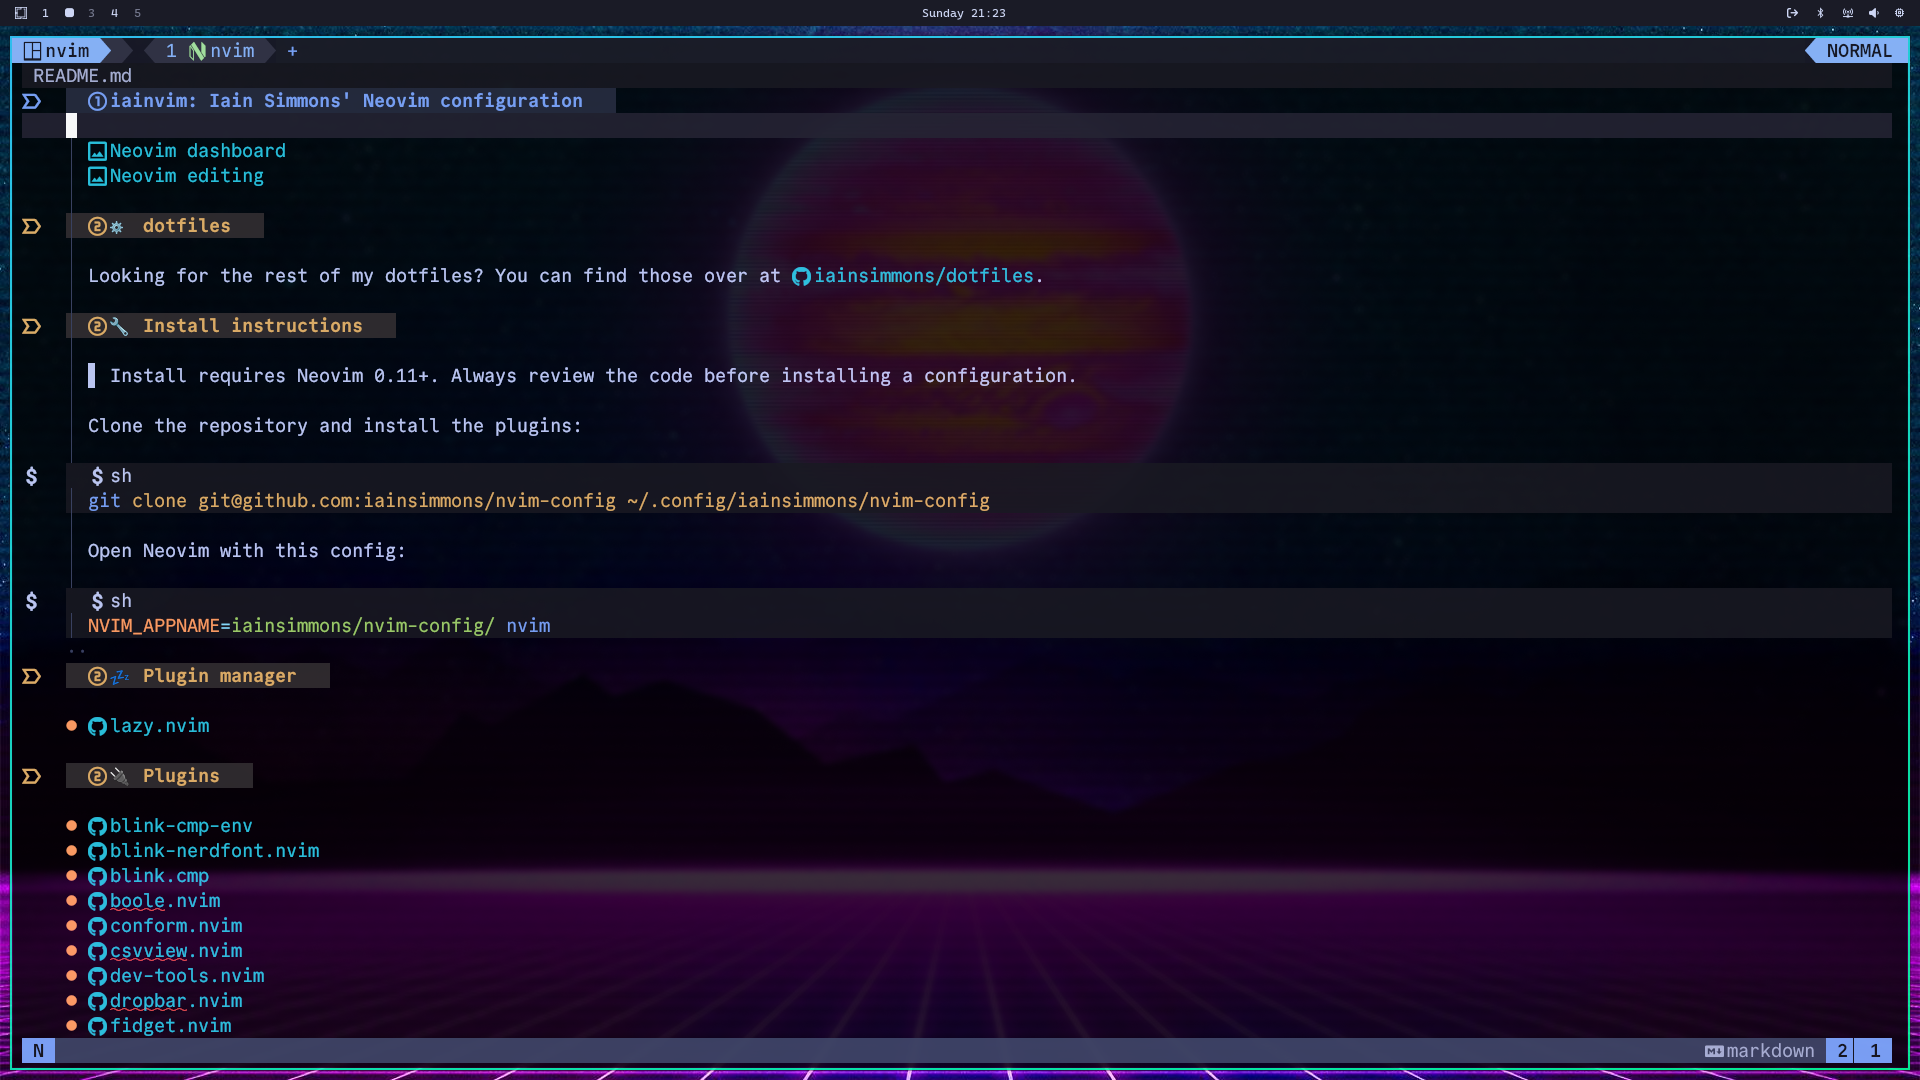 1 3 4 5 Sunday 21:23
nvim 1 nvim + NORMAL
README.md
1 iainvim: Iain Simmons' Neovim configuration
Neovim dashboard
Neovim editing
2 dotfiles
Looking for the rest of my dotfiles? You can find those over at iainsimmons/dotfiles.
2 Install instructions
Install requires Neovim 0.11+. Always review the code before installing a configuration.
Clone the repository and install the plugins:
$ $ sh
git clone git@github.com:iainsimmons/nvim-config ~/.config/iainsimmons/nvim-config
Open Neovim with this config:
$ $ sh
NVIM_APPNAME=iainsimmons/nvim-config/ nvim
..
2 💤 Plugin manager
lazy.nvim
2 Plugins
blink-cmp-env
blink-nerdfont.nvim
blink.cmp
boole.nvim
conform.nvim
csvview.nvim
dev-tools.nvim
dropbar.nvim
fidget.nvim
N markdown 2 1